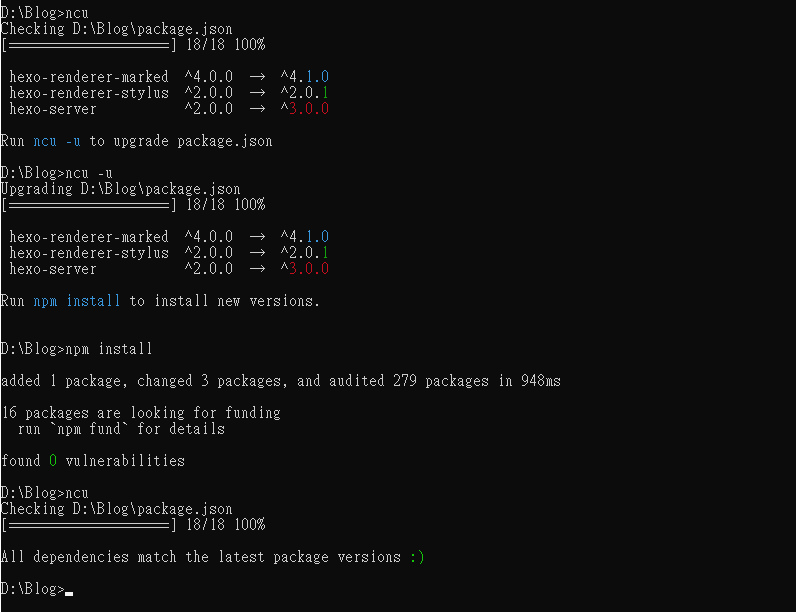 D:\Blog>ncu
Checking D:\Blog\package.json
[════════════════════] 18/18 100%
hexo-renderer-marked  ^4.0.0  →  ^4.1.0
hexo-renderer-stylus  ^2.0.0  →  ^2.0.1
hexo-server           ^2.0.0  →  ^3.0.0
Run ncu -u to upgrade package.json
D:\Blog>ncu -u
Upgrading D:\Blog\package.json
[════════════════════] 18/18 100%
hexo-renderer-marked  ^4.0.0  →  ^4.1.0
hexo-renderer-stylus  ^2.0.0  →  ^2.0.1
hexo-server           ^2.0.0  →  ^3.0.0
Run npm install to install new versions.
D:\Blog>npm install
added 1 package, changed 3 packages, and audited 279 packages in 948ms
16 packages are looking for funding
  run `npm fund` for details
found 0 vulnerabilities
D:\Blog>ncu
Checking D:\Blog\package.json
[════════════════════] 18/18 100%
All dependencies match the latest package versions :)
D:\Blog>